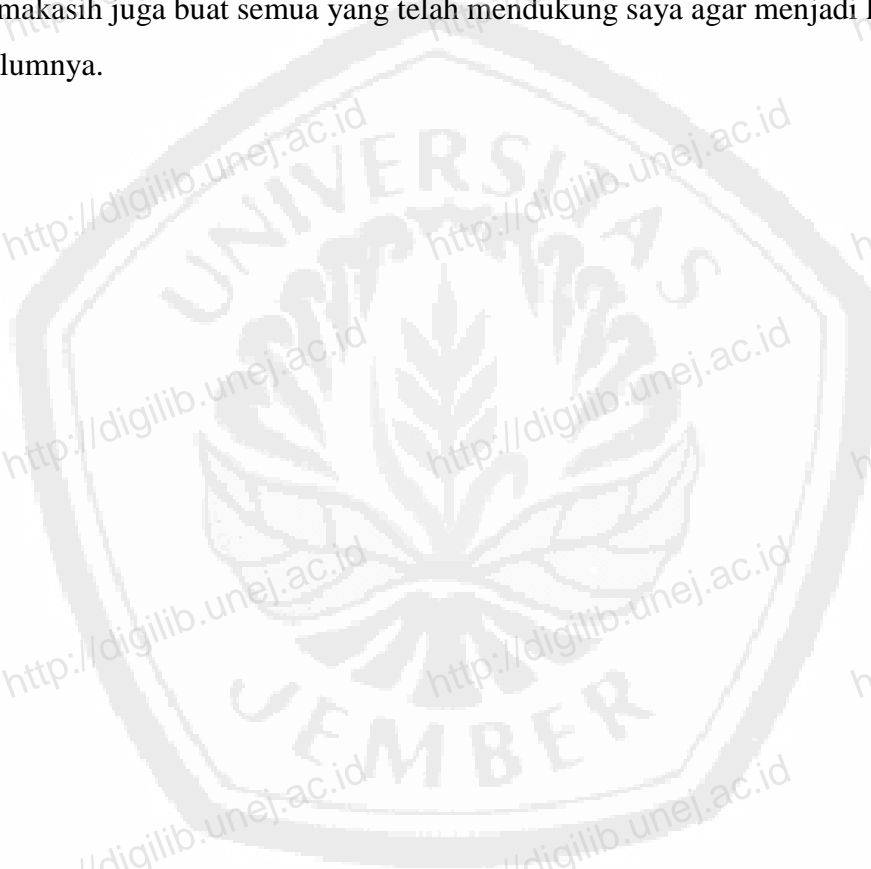 makasih juga buat semua yang telah mendukung saya agar menjadi
lumnya.
http://digilib.unej.ac.id http://digilib.unej.ac.id
UNIVERSITAS
http://digilib.unej.ac.id http://digilib.unej.ac.id
http://digilib.unej.ac.id http://digilib.unej.ac.id
JEMBER
//digilib.unej.ac.id //digilib.unej.ac.id